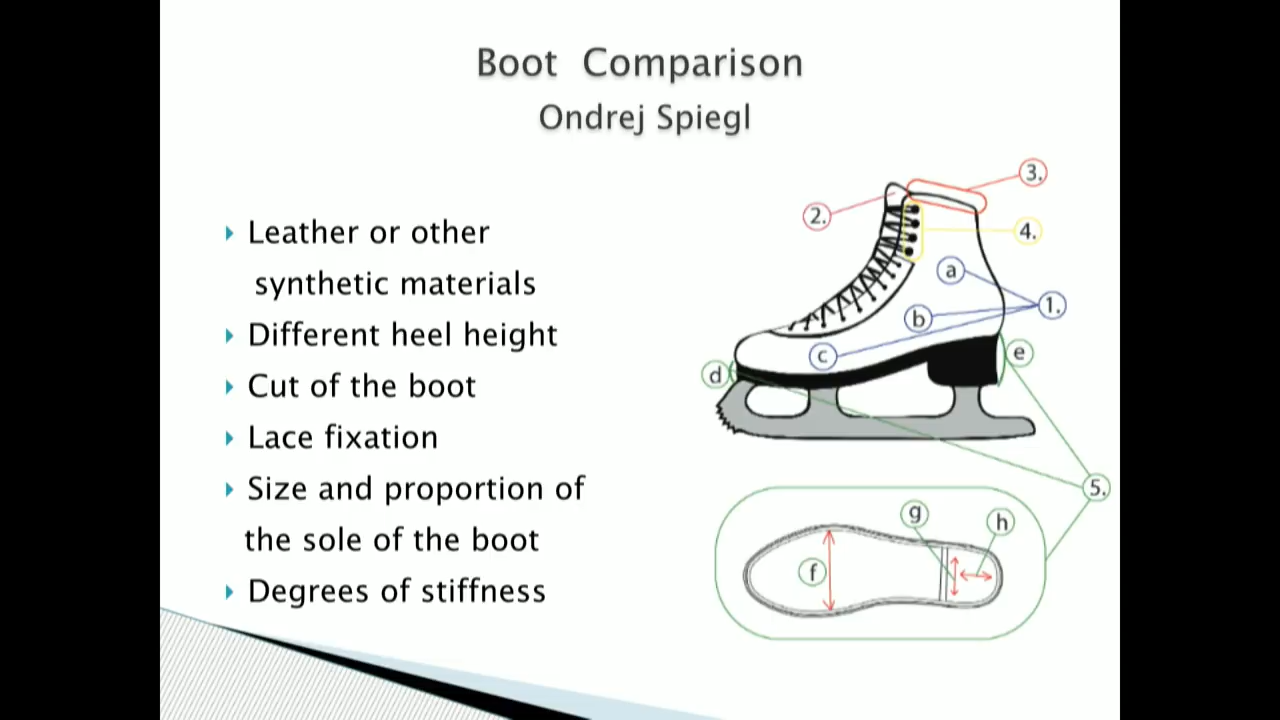 Boot Comparison
Ondrej Spiegl
Leather or other
synthetic materials
Different heel height
Cut of the boot
Lace fixation
Size and proportion of
the sole of the boot
Degrees of stiffness
3.
2.
4.
a
1.
b
c
e
d
5.
g
h
f